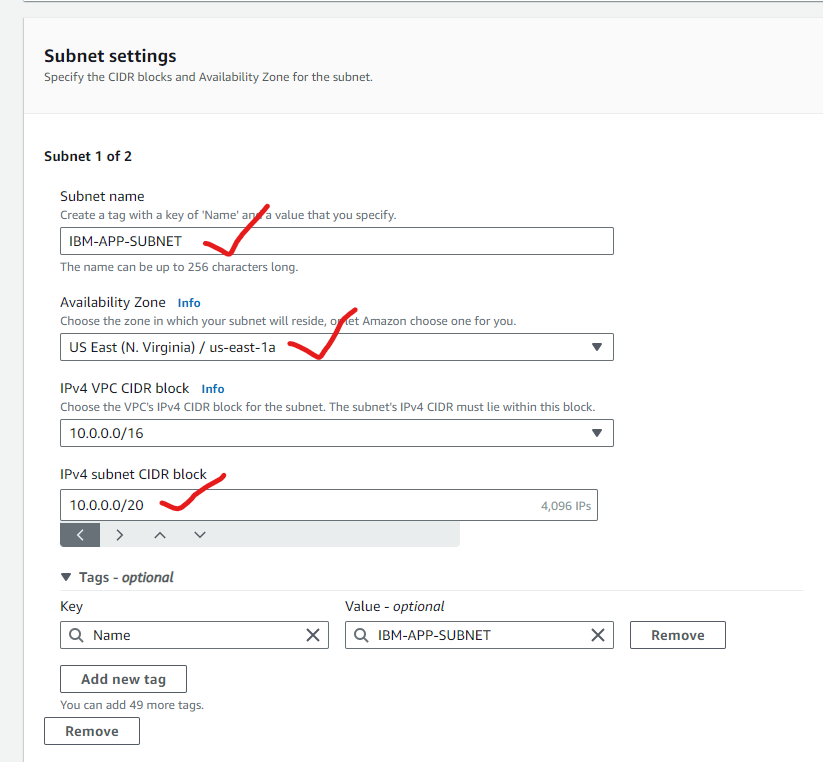 Subnet settings
Specify the CIDR blocks and Availability Zone for the subnet.
Subnet 1 of 2
Subnet name
Create a tag with a key of 'Name' and a value that you specify.
IBM-APP-SUBNET
The name can be up to 256 characters long.
Availability Zone Info
Choose the zone in which your subnet will reside, or let Amazon choose one for you.
US East (N. Virginia) / us-east-1a
IPv4 VPC CIDR block Info
Choose the VPC's IPv4 CIDR block for the subnet. The subnet's IPv4 CIDR must lie within this block.
10.0.0.0/16
IPv4 subnet CIDR block
10.0.0.0/20 4,096 IPs
Tags - optional
Key Value - optional
Name IBM-APP-SUBNET Remove
Add new tag
You can add 49 more tags.
Remove